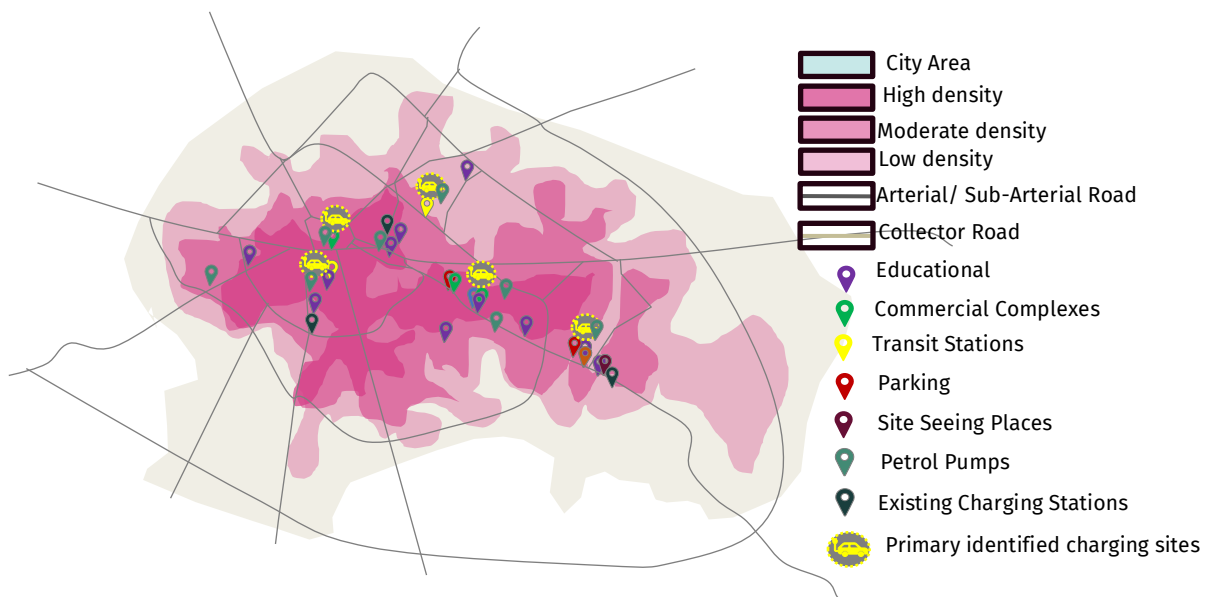 City Area
High density
Moderate density
Low density
Arterial/ Sub-Arterial Road
Collector Road
Educational
Commercial Complexes
Transit Stations
Parking
Site Seeing Places
Petrol Pumps
Existing Charging Stations
Primary identified charging sites